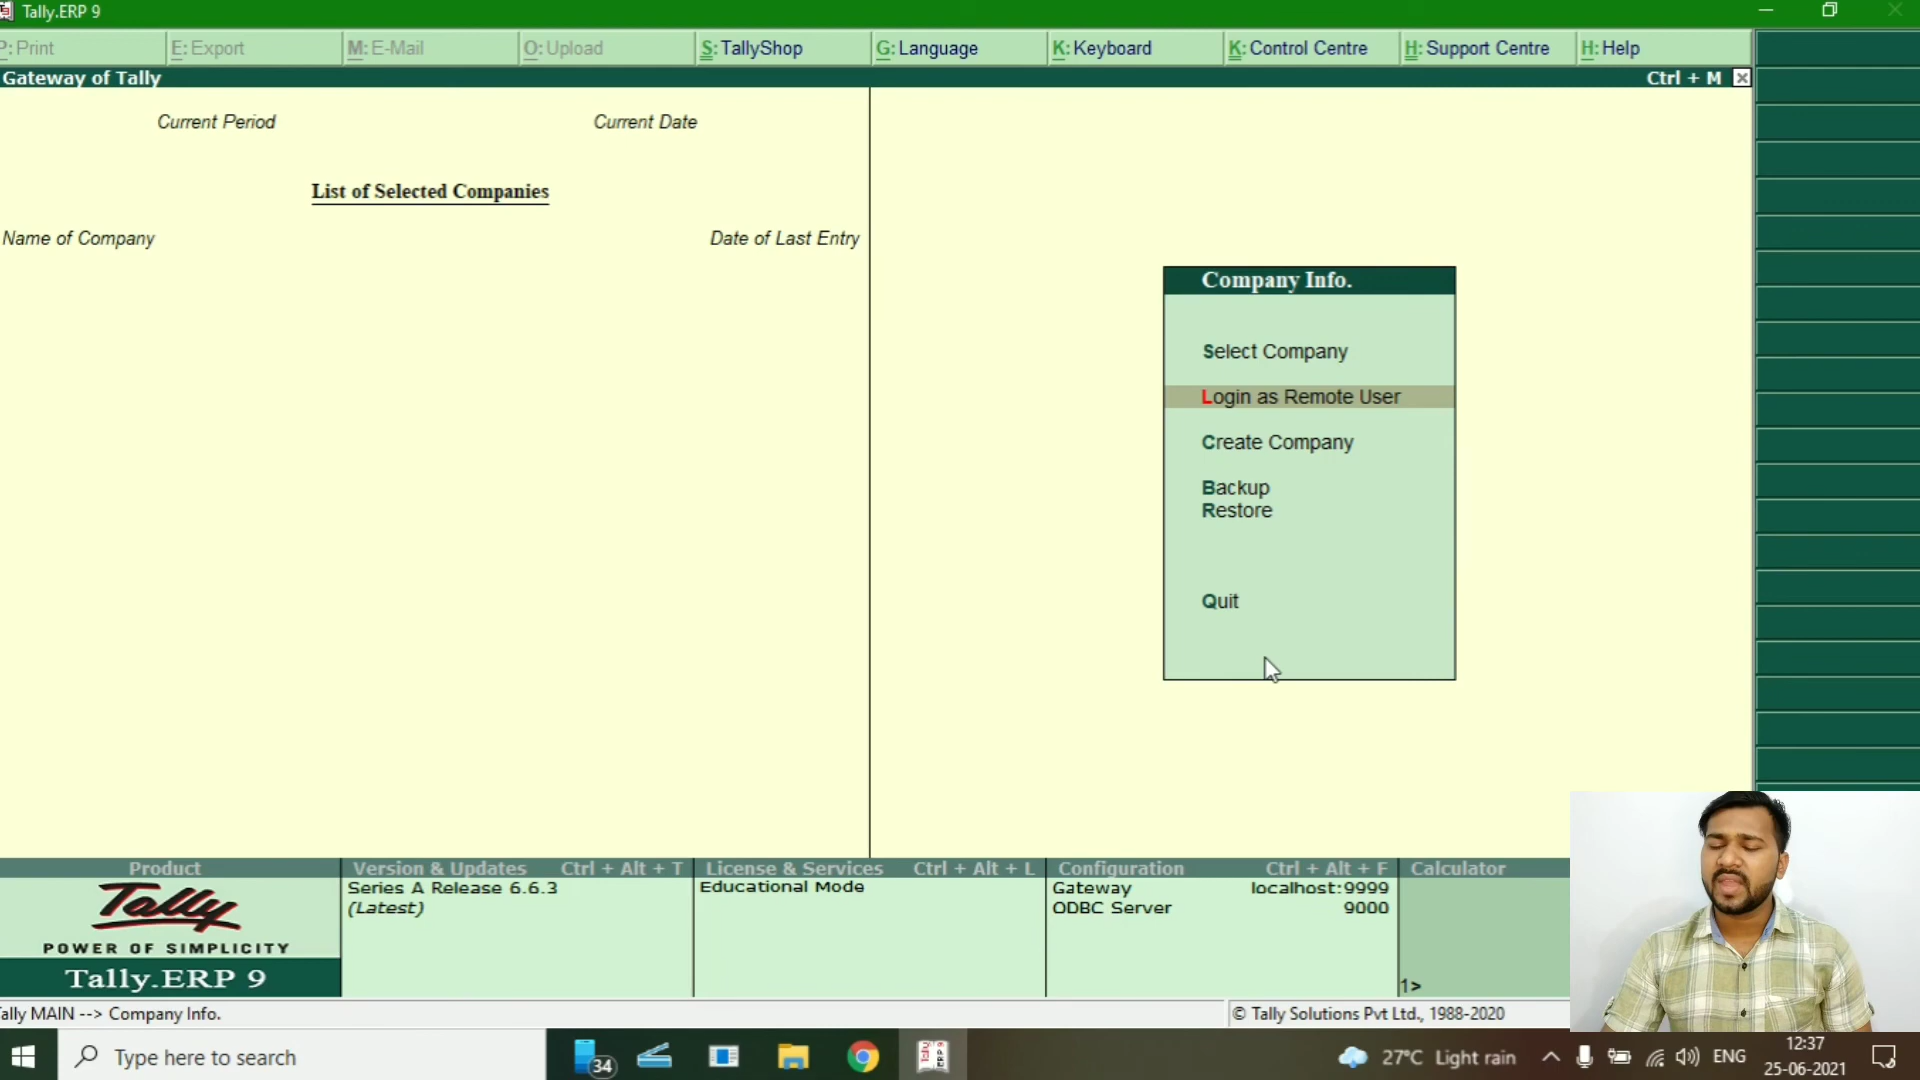 Tally.ERP 9
P: Print
E: Export
M: E-Mail
O: Upload
S: TallyShop
G: Language
K: Keyboard
K: Control Centre
H: Support Centre
H: Help
Gateway of Tally
Ctrl + M
Current Period
Current Date
List of Selected Companies
Name of Company
Date of Last Entry
Company Info.
Select Company
Login as Remote User
Create Company
Backup
Restore
Quit
Product
Tally
POWER OF SIMPLICITY
Tally.ERP 9
Version & Updates Ctrl + Alt + T
Series A Release 6.6.3
(Latest)
License & Services Ctrl + Alt + L
Educational Mode
Configuration Ctrl + Alt + F
Gateway localhost:9999
ODBC Server 9000
Calculator
1>
ally MAIN --> Company Info.
© Tally Solutions Pvt Ltd., 1988-2020
Type here to search
34
27°C Light rain
ENG
12:37
25-06-2021